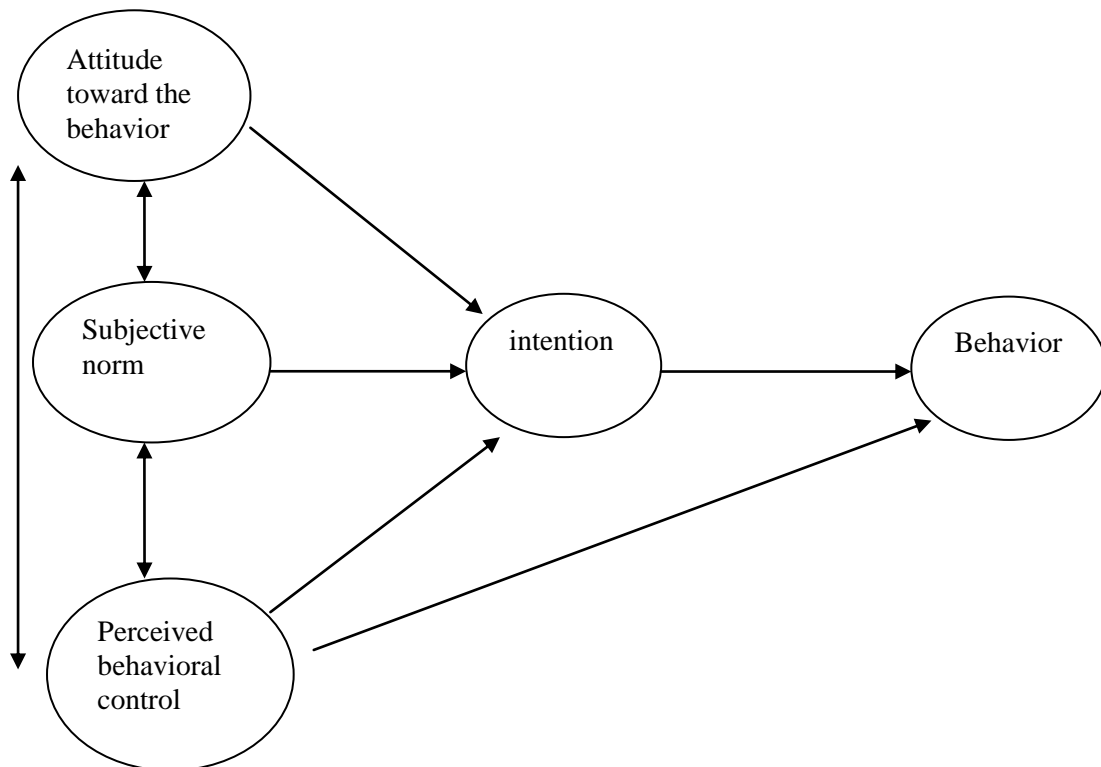 Attitude
toward the
behavior
Subjective
norm
intention
Behavior
Perceived
behavioral
control